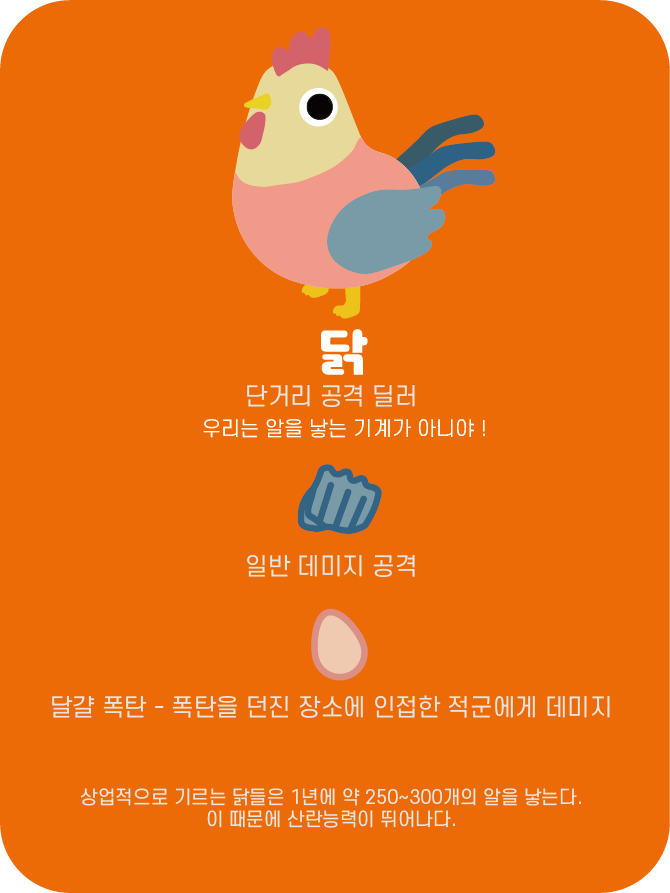 닭
단거리 공격 딜러
우리는 알을 낳는 기계가 아니야 !
일반 데미지 공격
달걀 폭탄 - 폭탄을 던진 장소에 인접한 적군에게 데미지
상업적으로 기르는 닭들은 1년에 약 250~300개의 알을 낳는다.
이 때문에 산란능력이 뛰어나다.